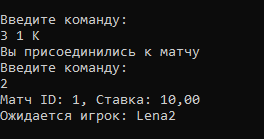 Введите команду:
3 1 K
Вы присоединились к матчу
Введите команду:
2
Матч ID: 1, Ставка: 10,00
Ожидается игрок: Lena2